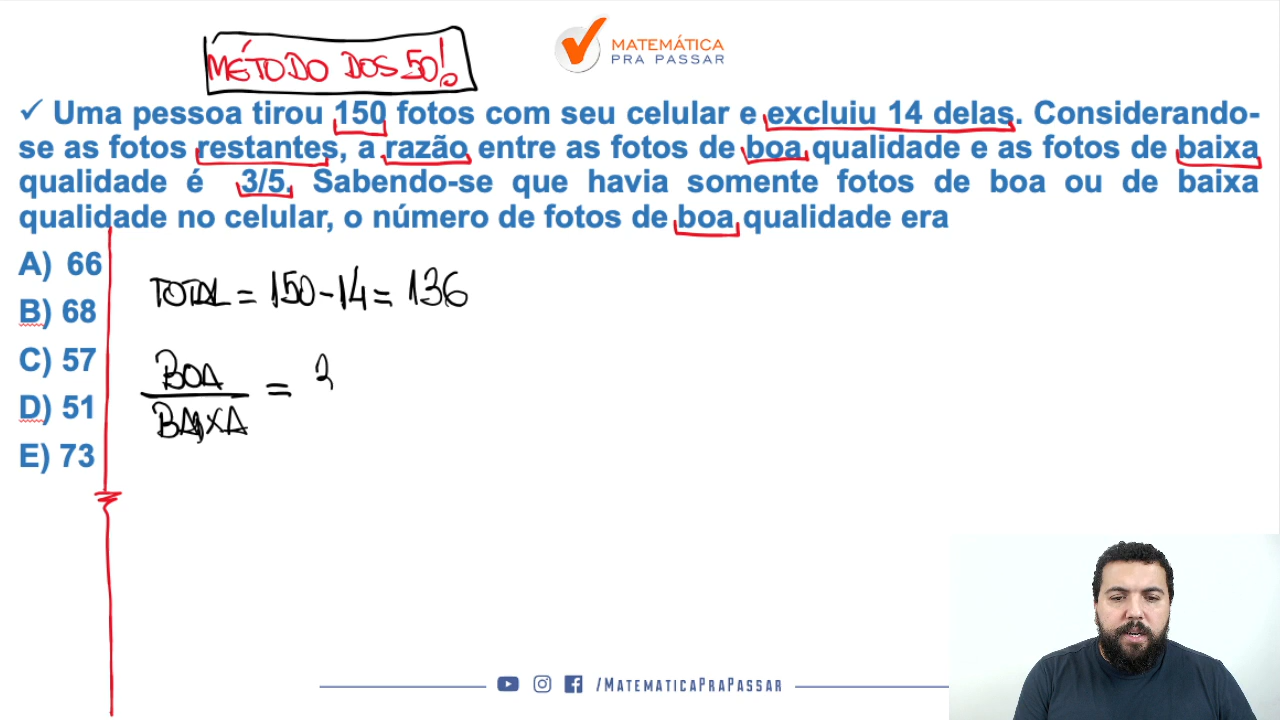 MÉTODO DOS 50!
MATEMÁTICA
PRA PASSAR
✓ Uma pessoa tirou 150 fotos com seu celular e excluiu 14 delas. Considerando-
se as fotos restantes, a razão entre as fotos de boa qualidade e as fotos de baixa
qualidade é 3/5. Sabendo-se que havia somente fotos de boa ou de baixa
qualidade no celular, o número de fotos de boa qualidade era
A) 66
B) 68
C) 57
D) 51
E) 73
TOTAL = 150 - 14 = 136
BOA = 3
BAIXA
/MATEMATICAPRAPASSAR